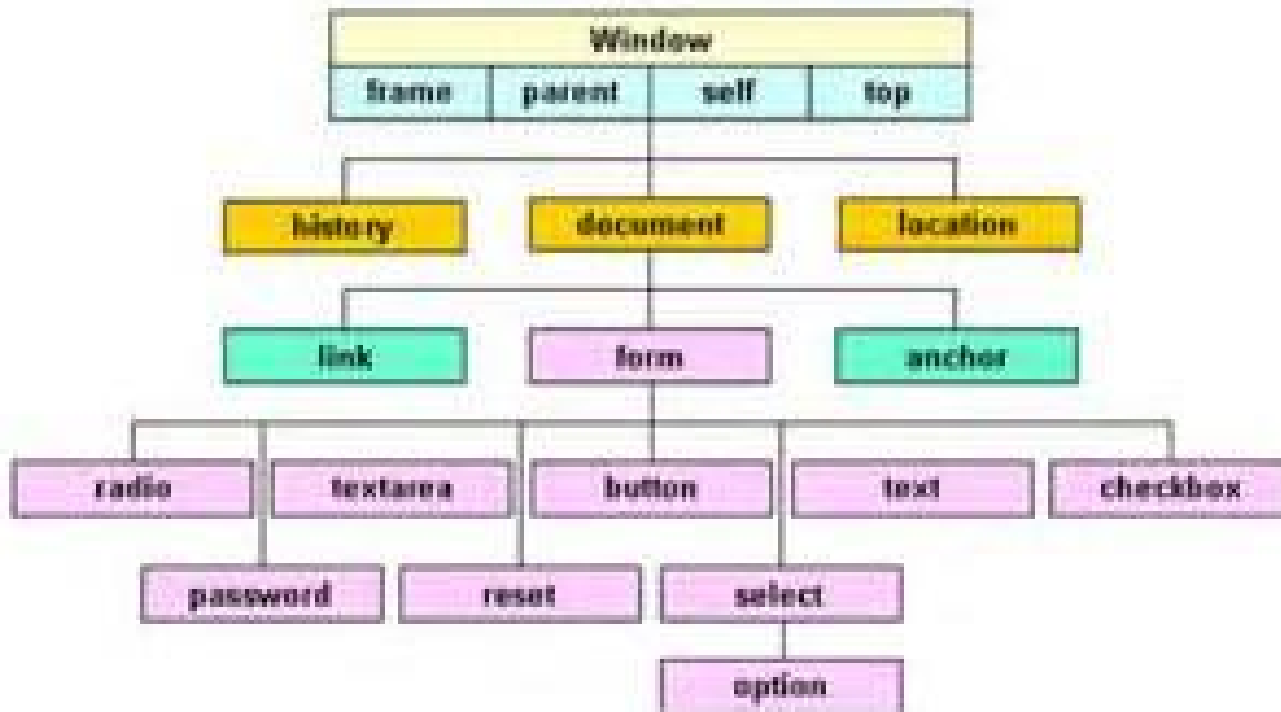 Window
frame parent self top
history document location
link form anchor
radio textarea button text checkbox
password reset select
option